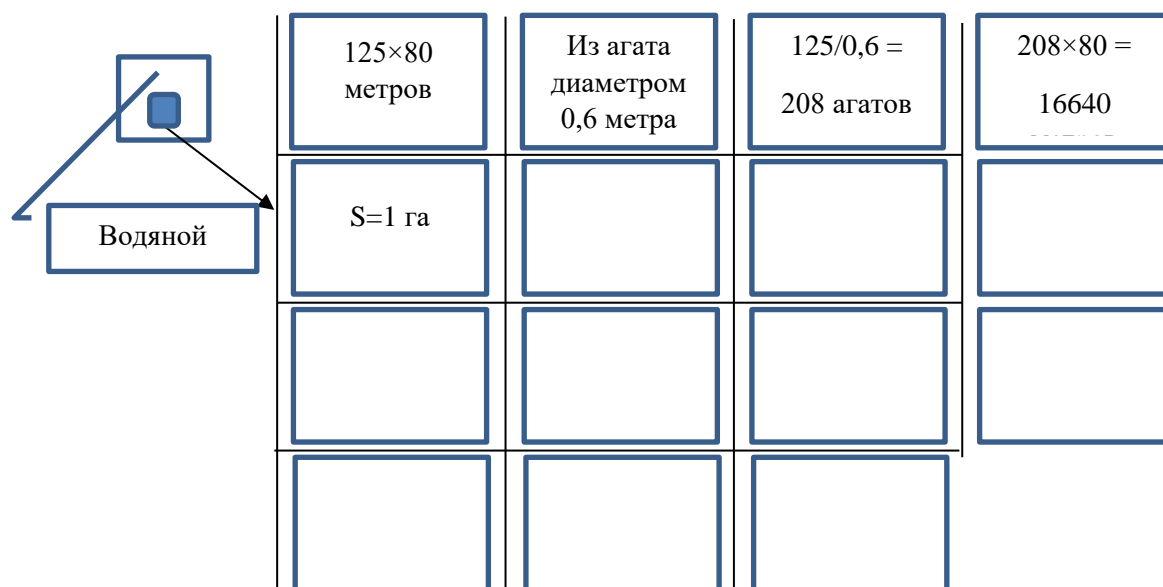 125×80
метров
Из агата
диаметром
0,6 метра
125/0,6 =
208 агатов
208×80 =
16640
S=1 га
Водяной